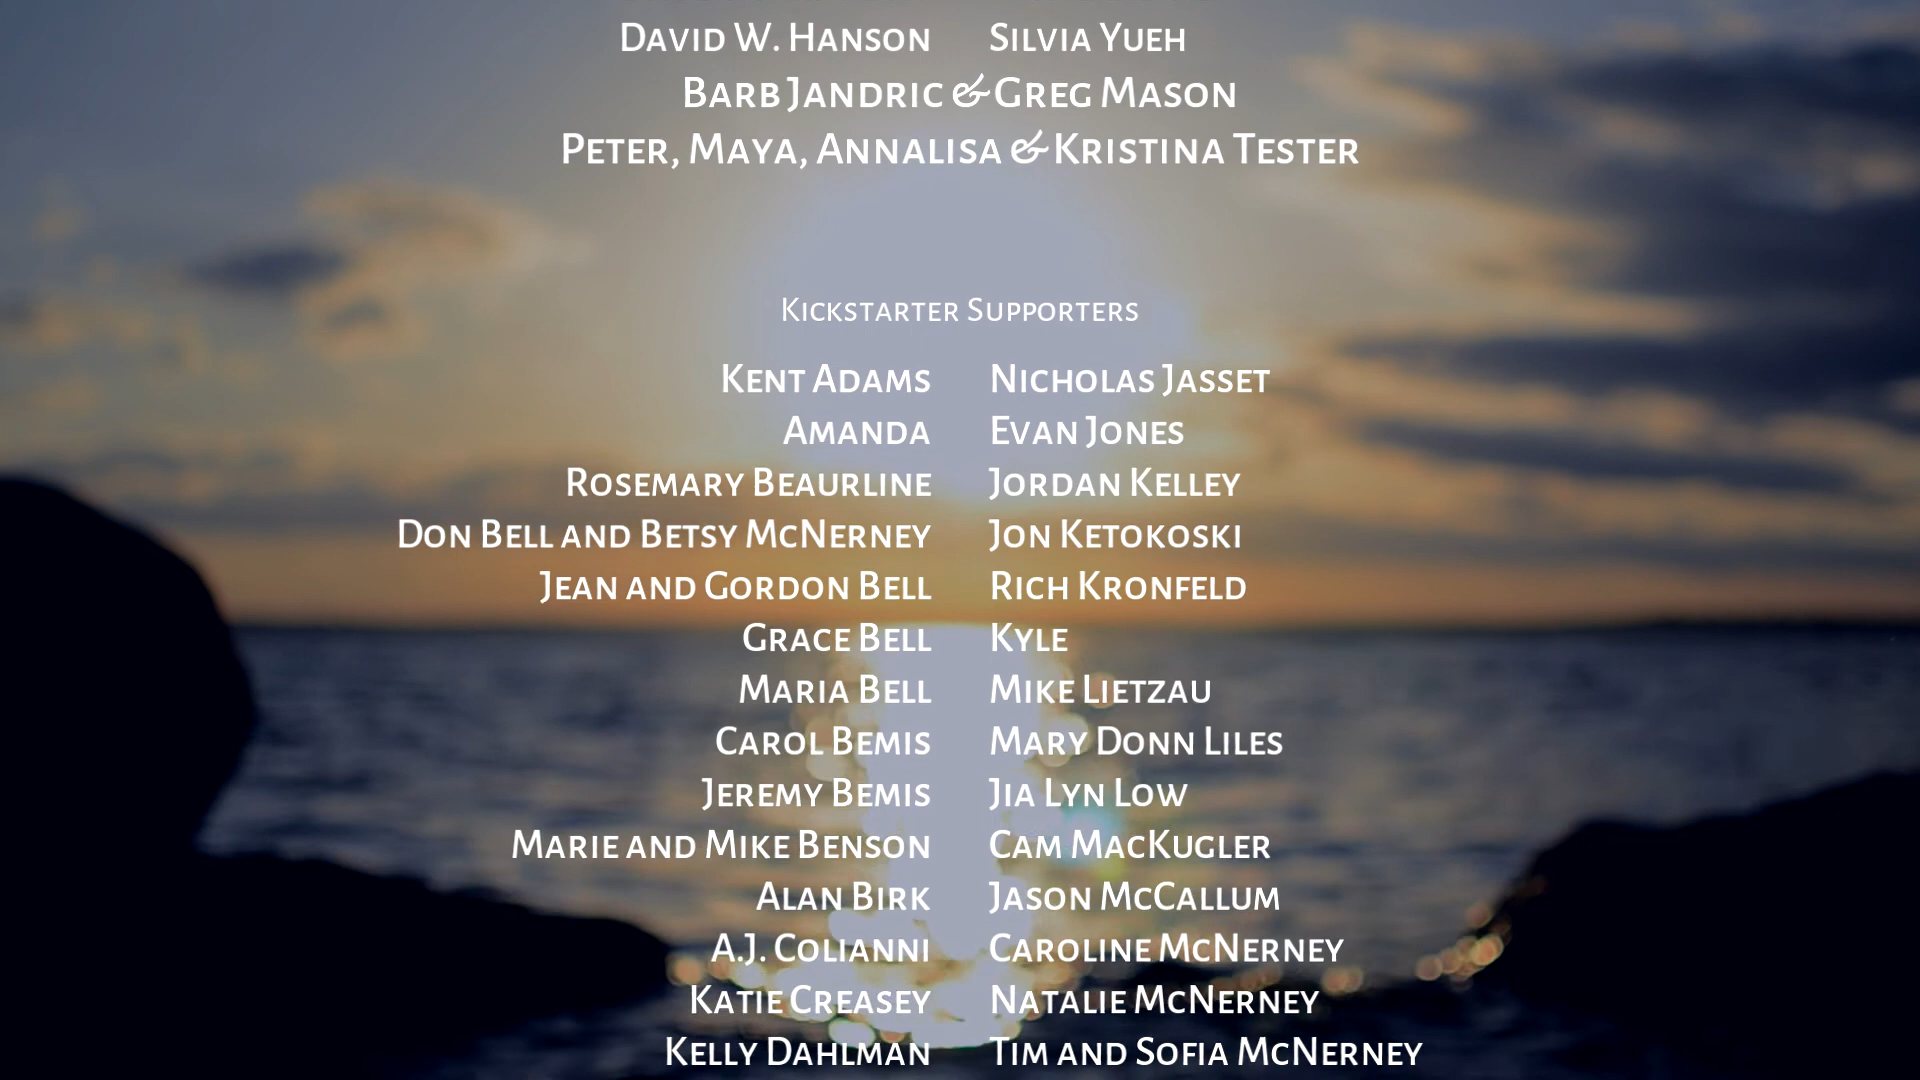 David W. Hanson Silvia Yueh
Barb Jandric & Greg Mason
Peter, Maya, Annalisa & Kristina Tester
Kickstarter Supporters
Kent Adams Nicholas Jasset
Amanda Evan Jones
Rosemary Beaurline Jordan Kelley
Don Bell and Betsy McNerney Jon Ketokoski
Jean and Gordon Bell Rich Kronfeld
Grace Bell Kyle
Maria Bell Mike Lietzau
Carol Bemis Mary Donn Liles
Jeremy Bemis Jia Lyn Low
Marie and Mike Benson Cam MacKugler
Alan Birk Jason McCallum
A.J. Colianni Caroline McNerney
Katie Creasey Natalie McNerney
Kelly Dahlman Tim and Sofia McNerney